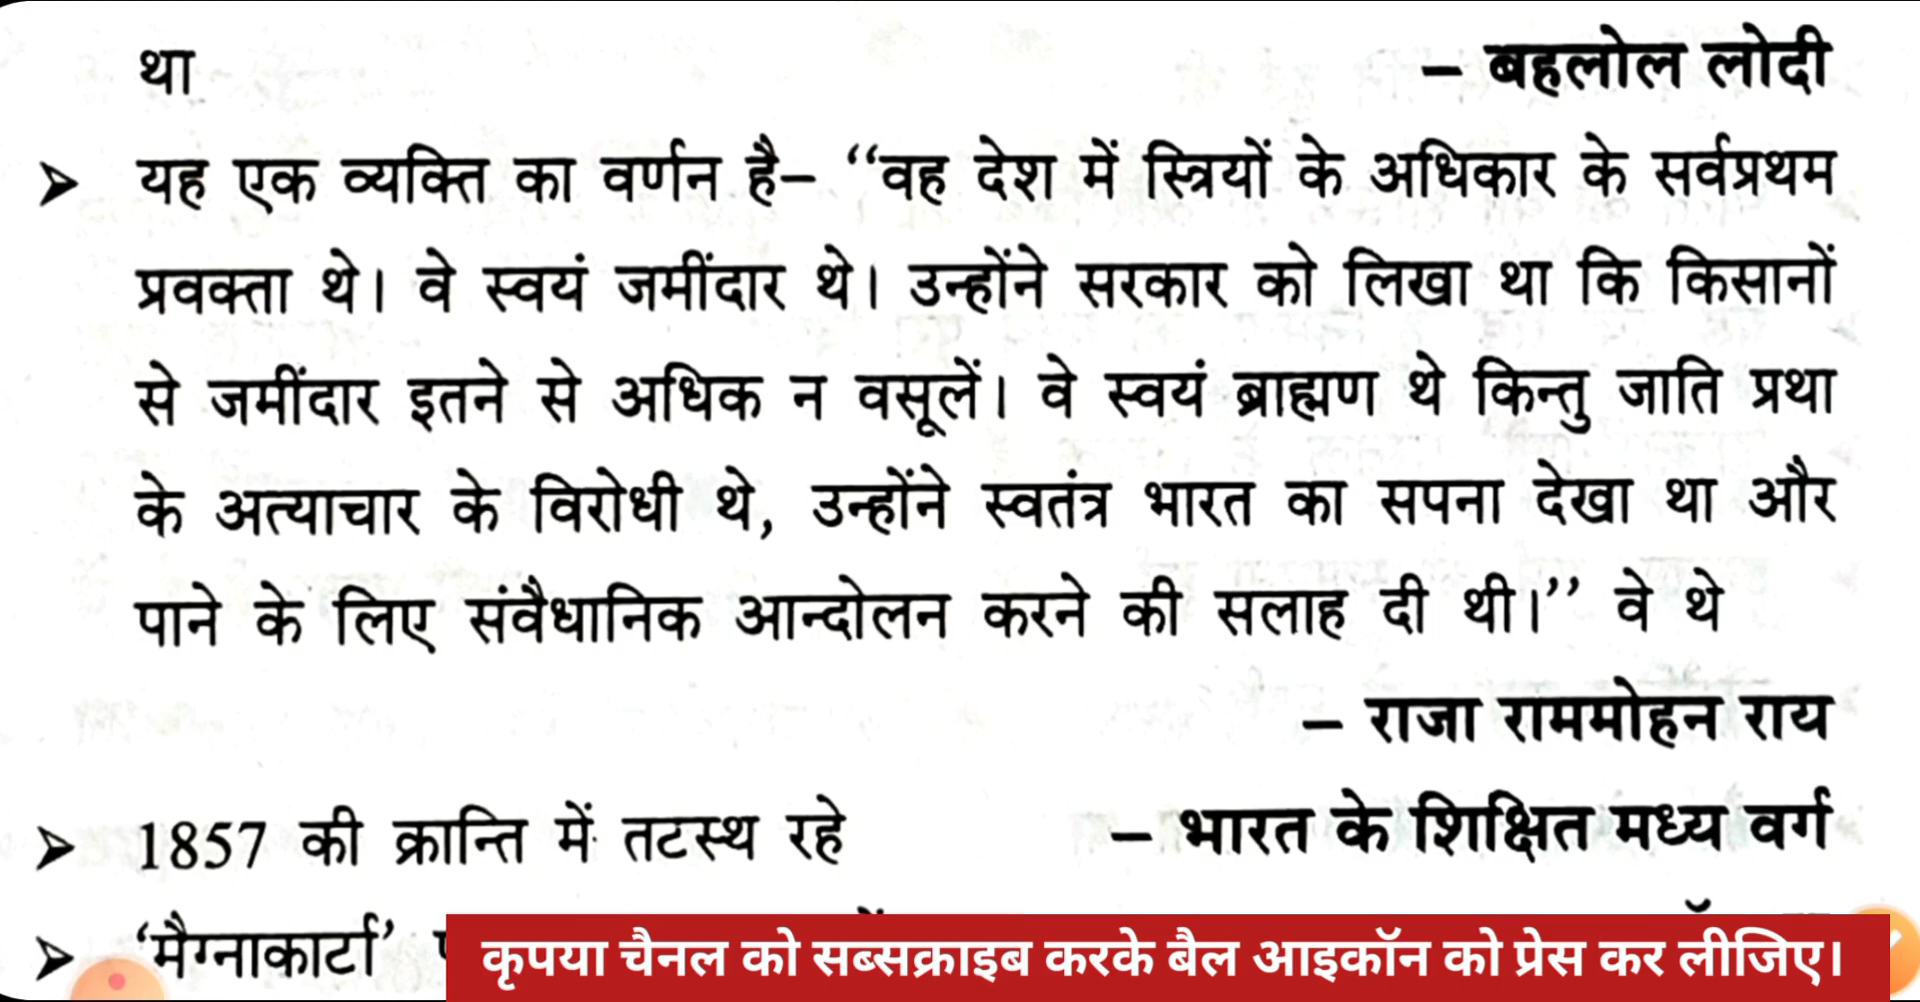 था – बहलोल लोदी
➤ यह एक व्यक्ति का वर्णन है– ‘‘वह देश में स्त्रियों के अधिकार के सर्वप्रथम
प्रवक्ता थे। वे स्वयं जमींदार थे। उन्होंने सरकार को लिखा था कि किसानों
से जमींदार इतने से अधिक न वसूलें। वे स्वयं ब्राह्मण थे किन्तु जाति प्रथा
के अत्याचार के विरोधी थे, उन्होंने स्वतंत्र भारत का सपना देखा था और
पाने के लिए संवैधानिक आन्दोलन करने की सलाह दी थी।’’ वे थे
– राजा राममोहन राय
➤ 1857 की क्रान्ति में तटस्थ रहे – भारत के शिक्षित मध्य वर्ग
➤ ‘मैग्नाकार्टा’
कृपया चैनल को सब्सक्राइब करके बैल आइकॉन को प्रेस कर लीजिए।